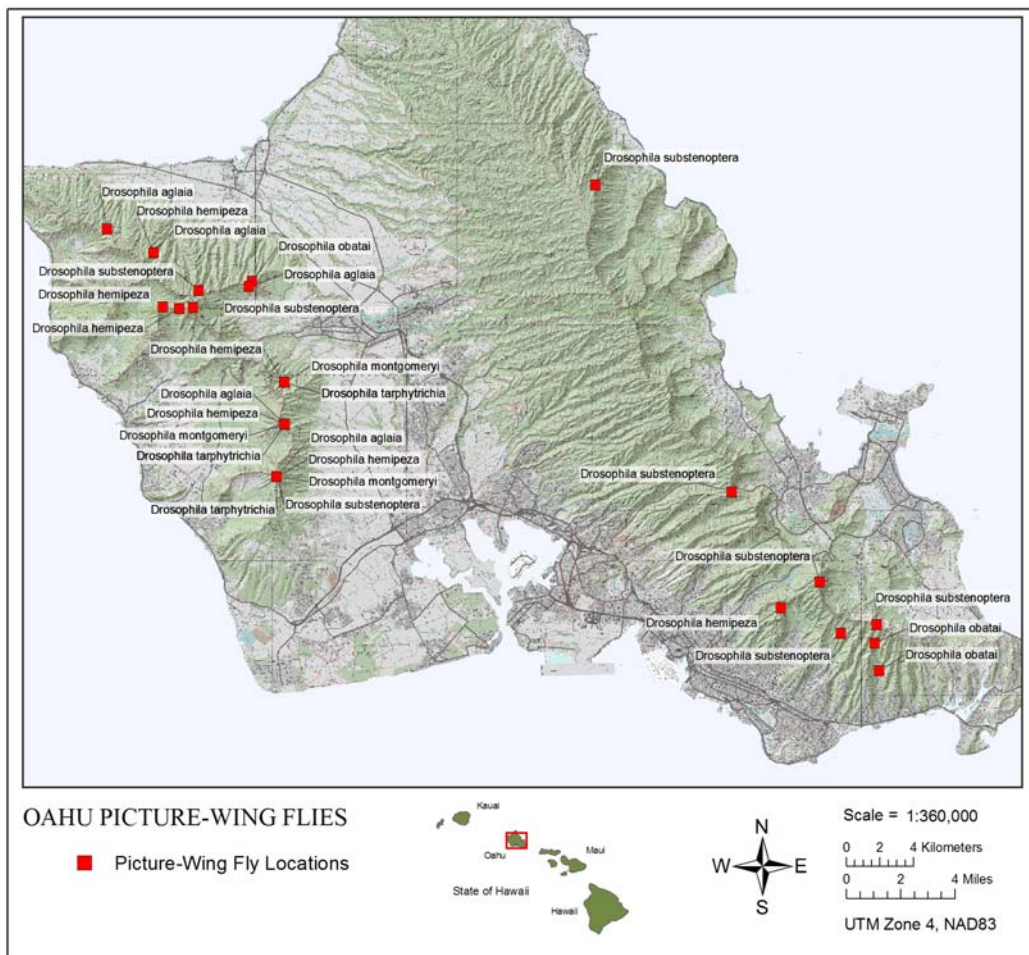 Drosophila substenoptera
Drosophila aglaia
Drosophila hemipeza
Drosophila aglaia
Drosophila obatai
Drosophila substenoptera
Drosophila aglaia
Drosophila hemipeza
Drosophila substenoptera
Drosophila hemipeza
Drosophila hemipeza
Drosophila montgomeryi
Drosophila aglaia
Drosophila tarphytrichia
Drosophila hemipeza
Drosophila montgomeryi
Drosophila aglaia
Drosophila tarphytrichia
Drosophila hemipeza
Drosophila montgomeryi
Drosophila tarphytrichia
Drosophila substenoptera
Drosophila substenoptera
Drosophila substenoptera
Drosophila substenoptera
Drosophila hemipeza
Drosophila obatai
Drosophila substenoptera
Drosophila obatai
OAHU PICTURE-WING FLIES
Picture-Wing Fly Locations
Kauai
Oahu
Maui
State of Hawaii
Hawaii
N
W E
S
Scale = 1:360,000
0 2 4 Kilometers
0 2 4 Miles
UTM Zone 4, NAD83